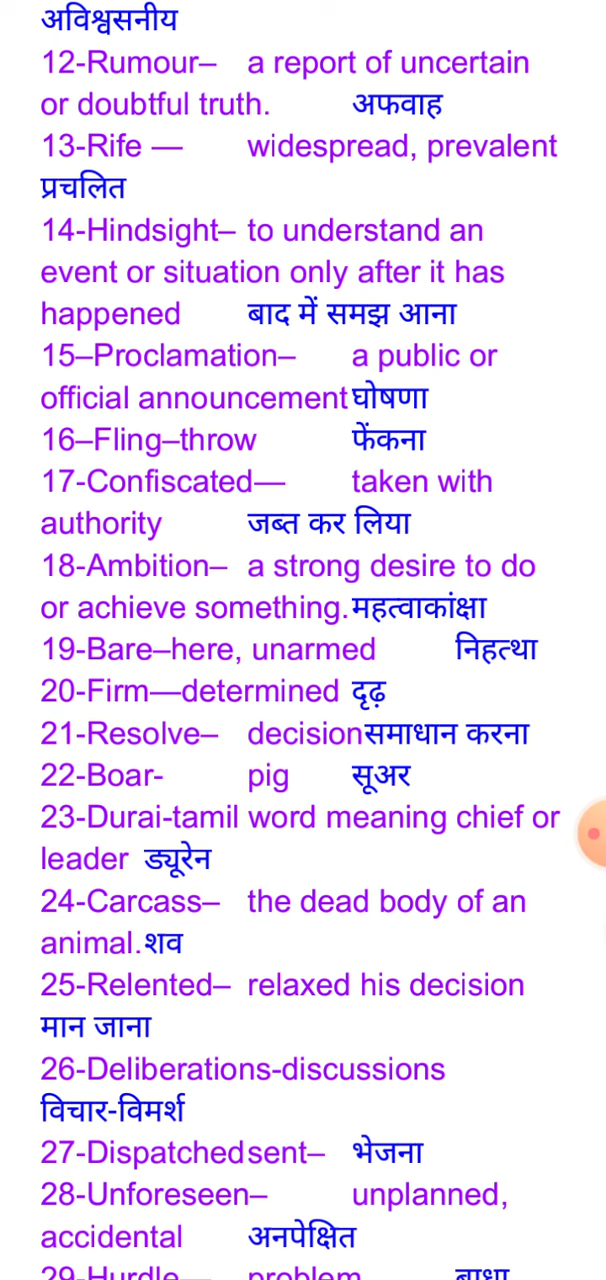 अविश्वसनीय
12-Rumour– a report of uncertain
or doubtful truth. अफवाह
13-Rife — widespread, prevalent
प्रचलित
14-Hindsight– to understand an
event or situation only after it has
happened बाद में समझ आना
15–Proclamation– a public or
official announcement घोषणा
16–Fling–throw फेंकना
17-Confiscated— taken with
authority जब्त कर लिया
18-Ambition– a strong desire to do
or achieve something. महत्वाकांक्षा
19-Bare–here, unarmed निहत्था
20-Firm—determined दृढ़
21-Resolve– decision समाधान करना
22-Boar- pig सूअर
23-Durai-tamil word meaning chief or
leader ड्यूरेन
24-Carcass– the dead body of an
animal. शव
25-Relented– relaxed his decision
मान जाना
26-Deliberations-discussions
विचार-विमर्श
27-Dispatched sent– भेजना
28-Unforeseen– unplanned,
accidental अनपेक्षित
29-Hurdle— problem बाधा